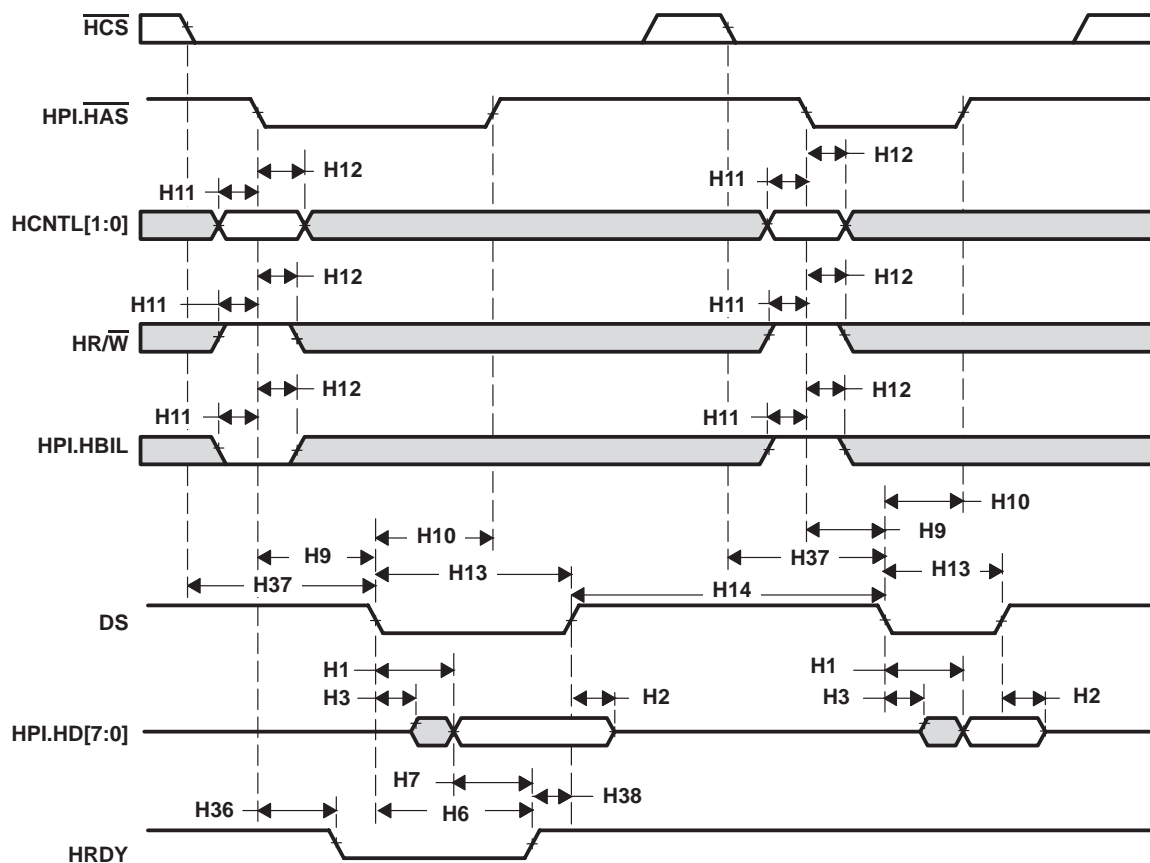 HCS
HPI.HAS
H12 H12
H11 H11
HCNTL[1:0]
H12 H12
H11 H11
HR/W
H12 H12
H11 H11
HPI.HBIL
H10
H10 H9
H9 H37
H13 H13
H37 H14
DS
H1 H1
H3 H2 H3 H2
HPI.HD[7:0]
H7
H38
H36 H6
HRDY